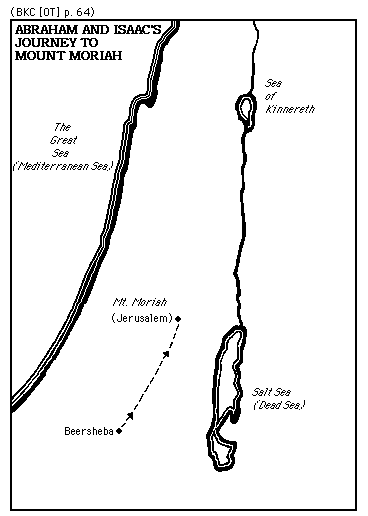 (BKC [OT] p. 64)
ABRAHAM AND ISAAC'S
JOURNEY TO
MOUNT MORIAH
Sea
of
Kinnereth
The
Great
Sea
(Mediterranean Sea)
Mt. Moriah
(Jerusalem)
Salt Sea
(Dead Sea)
Beersheba